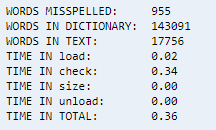 WORDS MISSPELLED: 955
WORDS IN DICTIONARY: 143091
WORDS IN TEXT: 17756
TIME IN load: 0.02
TIME IN check: 0.34
TIME IN size: 0.00
TIME IN unload: 0.00
TIME IN TOTAL: 0.36